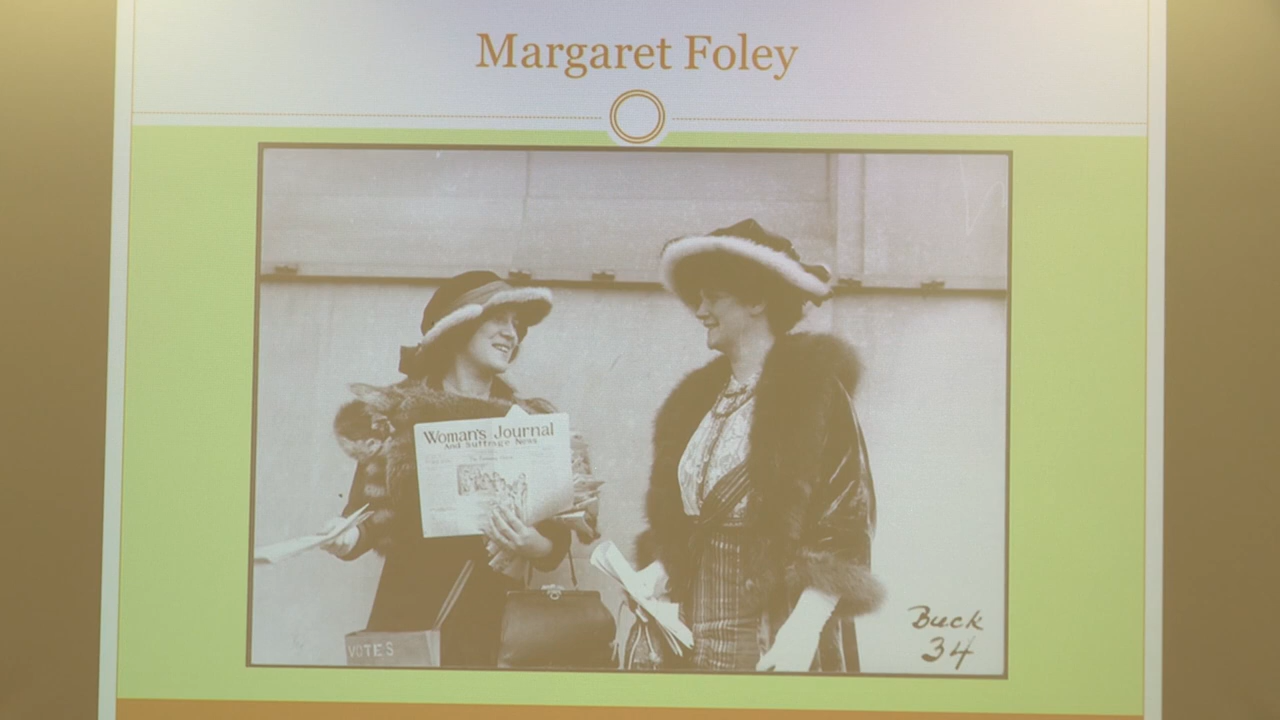 Margaret Foley
Woman's Journal
And Suffrage News
VOTES
Buck
34